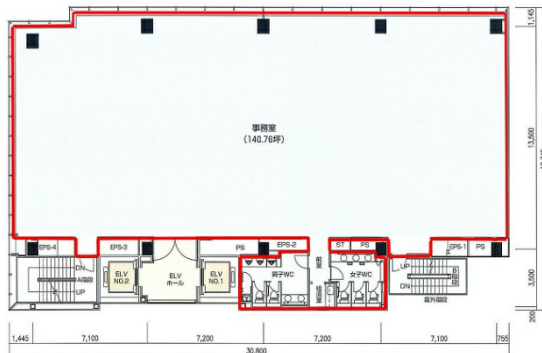 1,145
事務室
(140.76坪)
13,500
EPS-4
EPS-3
PS
EPS-2
ST
PS
EPS-1
PS
DN
A階段
UP
ELV
NO.2
ELV
ホール
ELV
NO.1
男子WC
女子WC
UP
DN
屋外階段
3,500
200
1,445
7,100
7,200
7,200
7,100
755
30,800